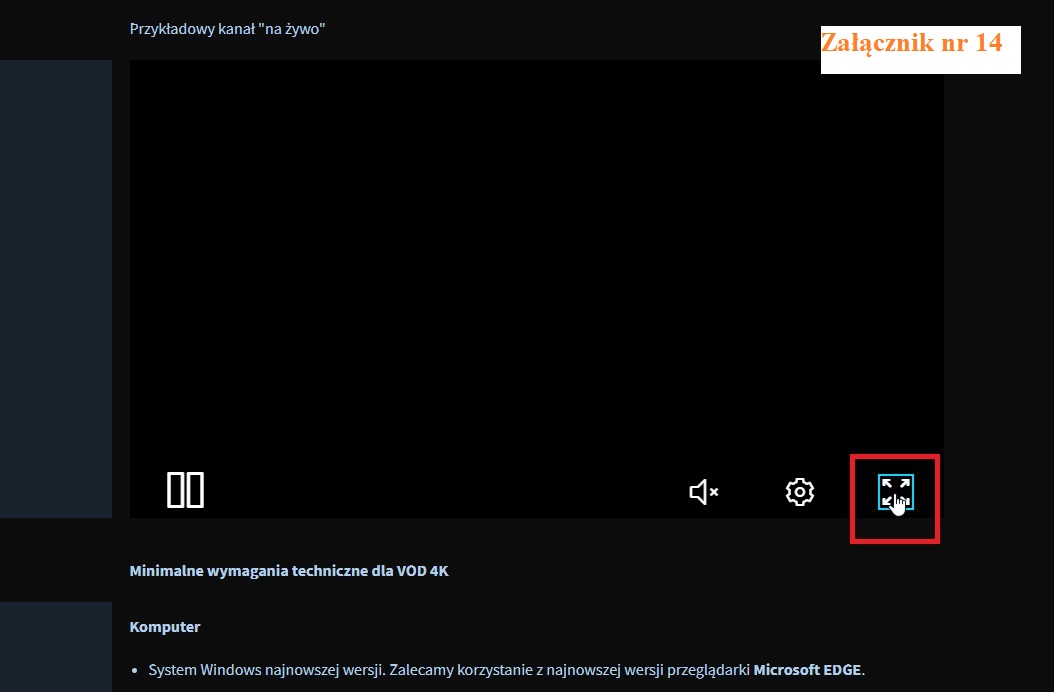 Przykładowy kanał "na żywo"
Załącznik nr 14
Minimalne wymagania techniczne dla VOD 4K
Komputer
• System Windows najnowszej wersji. Zalecamy korzystanie z najnowszej wersji przeglądarki Microsoft EDGE.